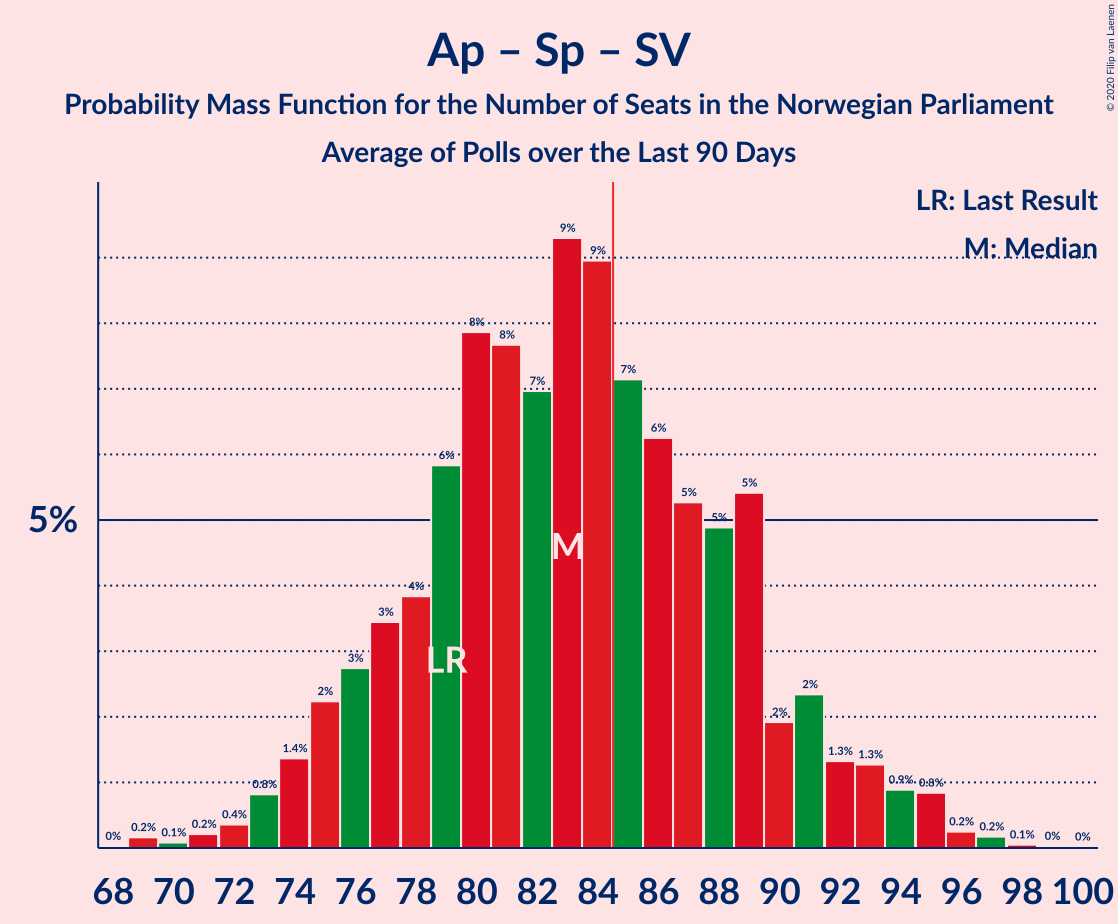 Ap – Sp – SV
Probability Mass Function for the Number of Seats in the Norwegian Parliament
Average of Polls over the Last 90 Days
© 2020 Filip van Laenen
LR: Last Result
M: Median
5%
0% 0.2% 0.1% 0.2% 0.4% 0.8% 1.4% 2% 3% 3% 4% 6% 8% 8% 7% 9% 9% 7% 6% 5% 5% 5% 2% 2% 1.3% 1.3% 0.9% 0.8% 0.2% 0.2% 0.1% 0% 0%
M
LR
68 70 72 74 76 78 80 82 84 86 88 90 92 94 96 98 100